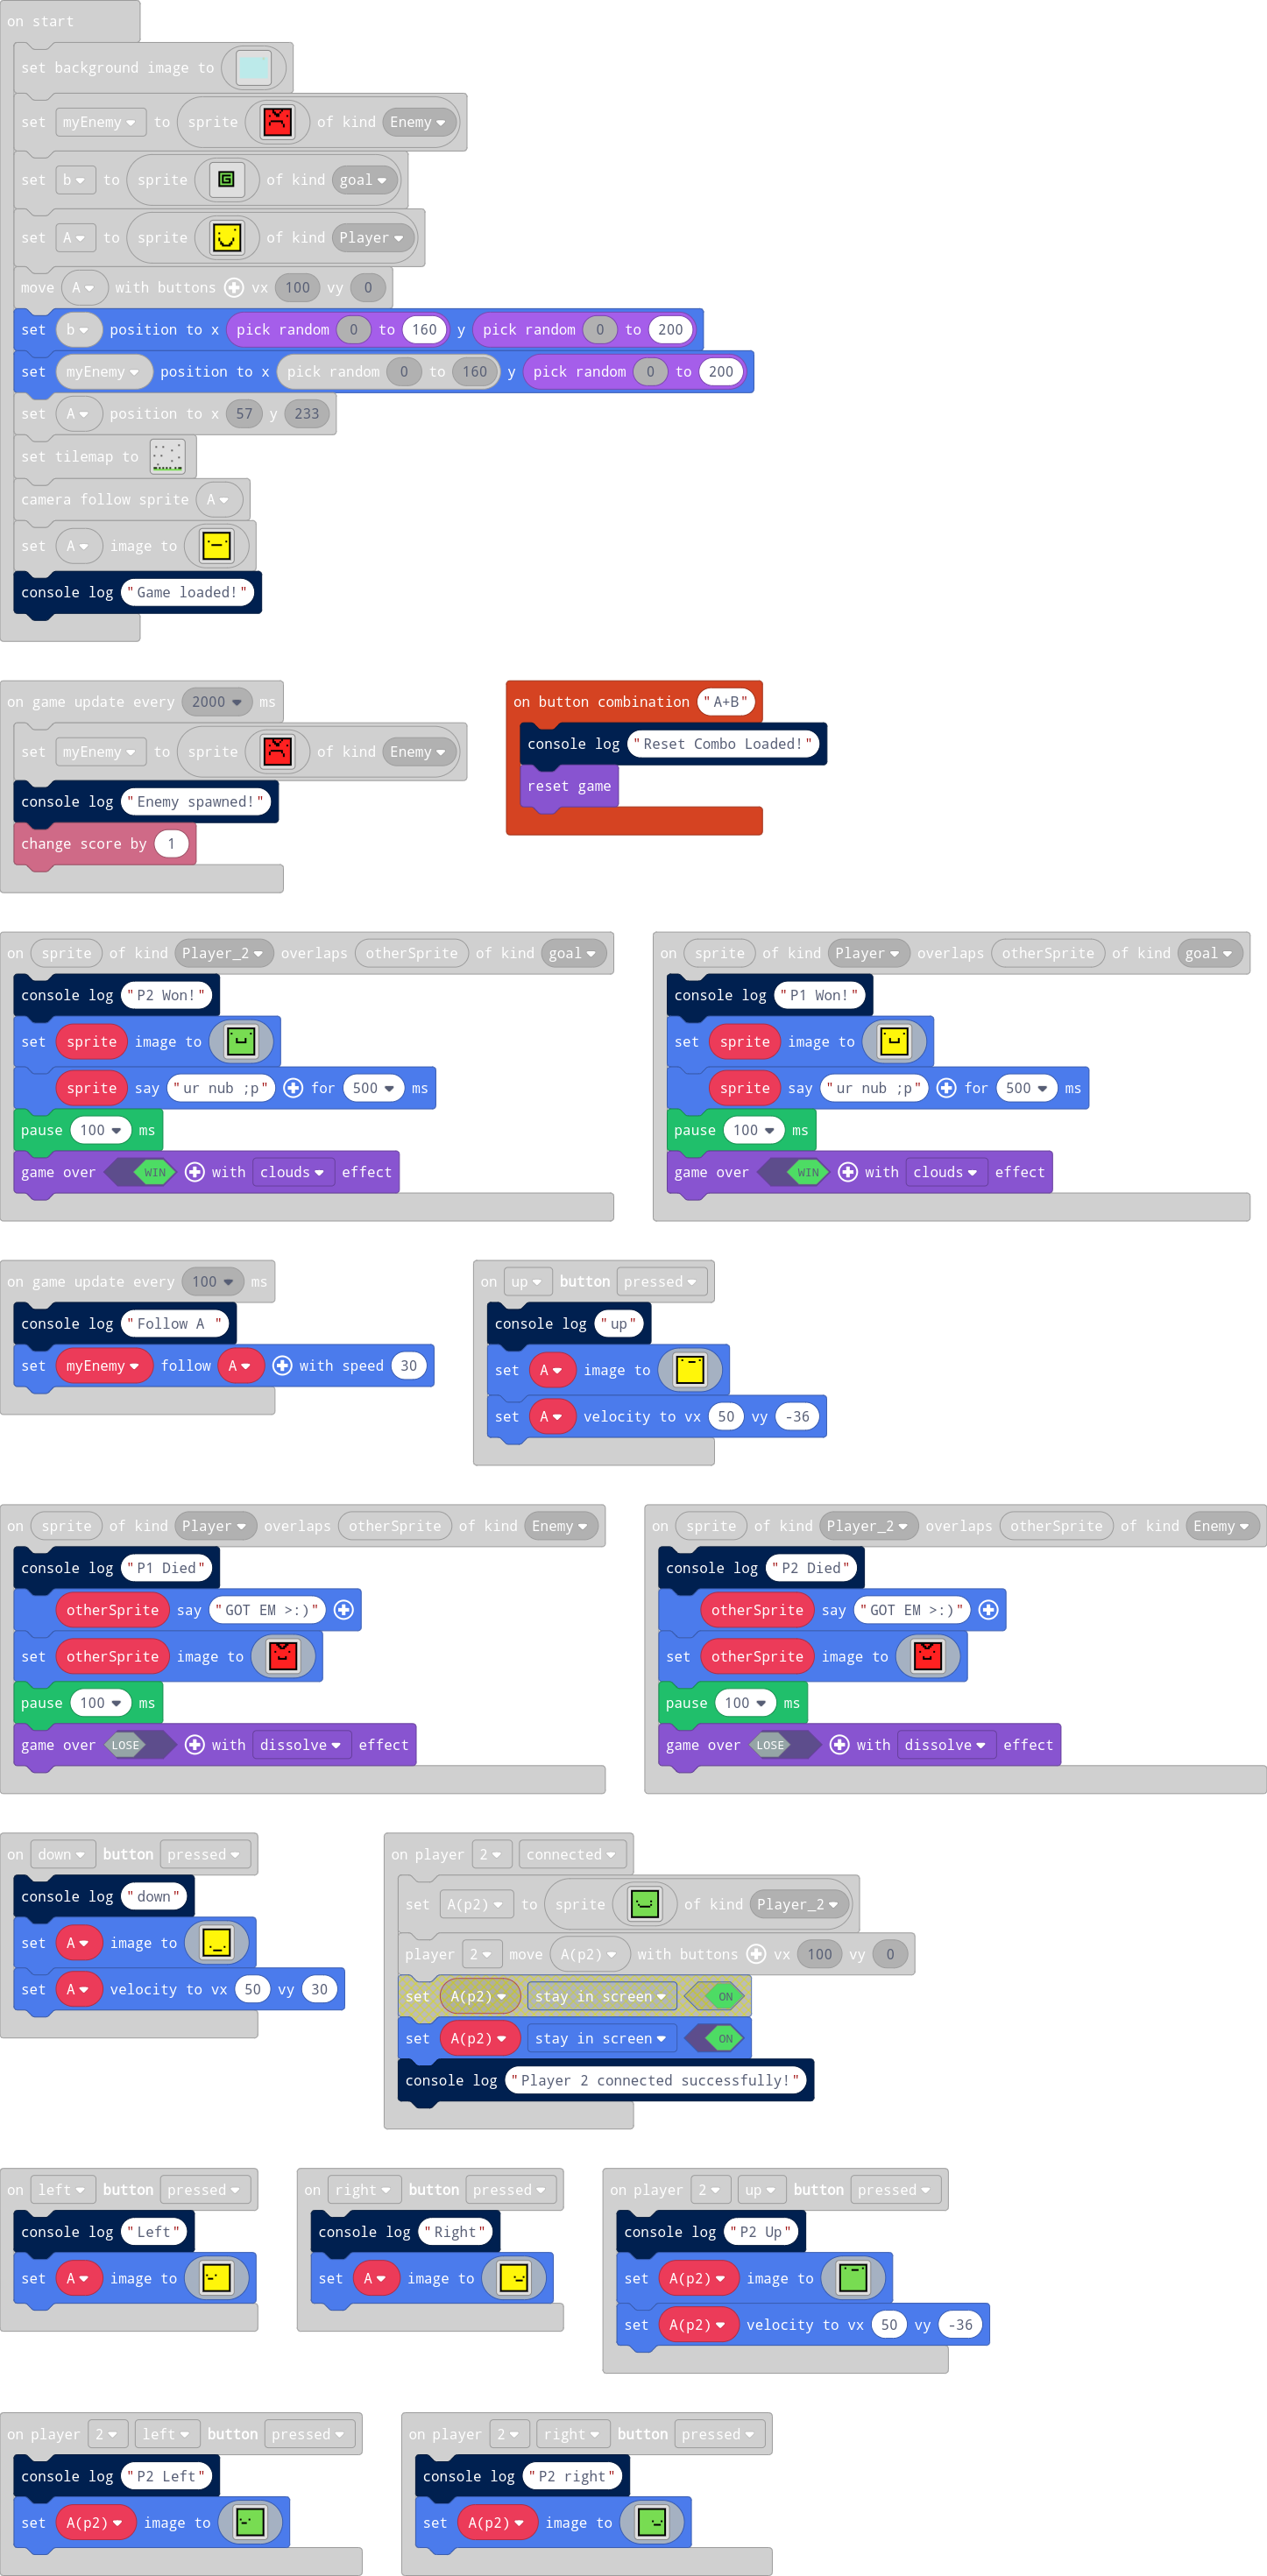 on start
set background image to
set myEnemy to sprite of kind Enemy
set b to sprite G of kind goal
set A to sprite of kind Player
move A with buttons vx 100 vy 0
set b position to x pick random 0 to 160 y pick random 0 to 200
set myEnemy position to x pick random 0 to 160 y pick random 0 to 200
set A position to x 57 y 233
set tilemap to
camera follow sprite A
set A image to
console log "Game loaded!"
on game update every 2000 ms
set myEnemy to sprite of kind Enemy
console log "Enemy spawned!"
change score by 1
on button combination "A+B"
console log "Reset Combo Loaded!"
reset game
on sprite of kind Player_2 overlaps otherSprite of kind goal
console log "P2 Won!"
set sprite image to
sprite say "ur nub ;p" for 500 ms
pause 100 ms
game over WIN with clouds effect
on sprite of kind Player overlaps otherSprite of kind goal
console log "P1 Won!"
set sprite image to
sprite say "ur nub ;p" for 500 ms
pause 100 ms
game over WIN with clouds effect
on game update every 100 ms
console log "Follow A "
set myEnemy follow A with speed 30
on up button pressed
console log "up"
set A image to
set A velocity to vx 50 vy -36
on sprite of kind Player overlaps otherSprite of kind Enemy
console log "P1 Died"
otherSprite say "GOT EM >:)"
set otherSprite image to
pause 100 ms
game over LOSE with dissolve effect
on sprite of kind Player_2 overlaps otherSprite of kind Enemy
console log "P2 Died"
otherSprite say "GOT EM >:)"
set otherSprite image to
pause 100 ms
game over LOSE with dissolve effect
on down button pressed
console log "down"
set A image to
set A velocity to vx 50 vy 30
on player 2 connected
set A(p2) to sprite of kind Player_2
player 2 move A(p2) with buttons vx 100 vy 0
set A(p2) stay in screen ON
set A(p2) stay in screen ON
console log "Player 2 connected successfully!"
on left button pressed
console log "Left"
set A image to
on right button pressed
console log "Right"
set A image to
on player 2 up button pressed
console log "P2 Up"
set A(p2) image to
set A(p2) velocity to vx 50 vy -36
on player 2 left button pressed
console log "P2 Left"
set A(p2) image to
on player 2 right button pressed
console log "P2 right"
set A(p2) image to